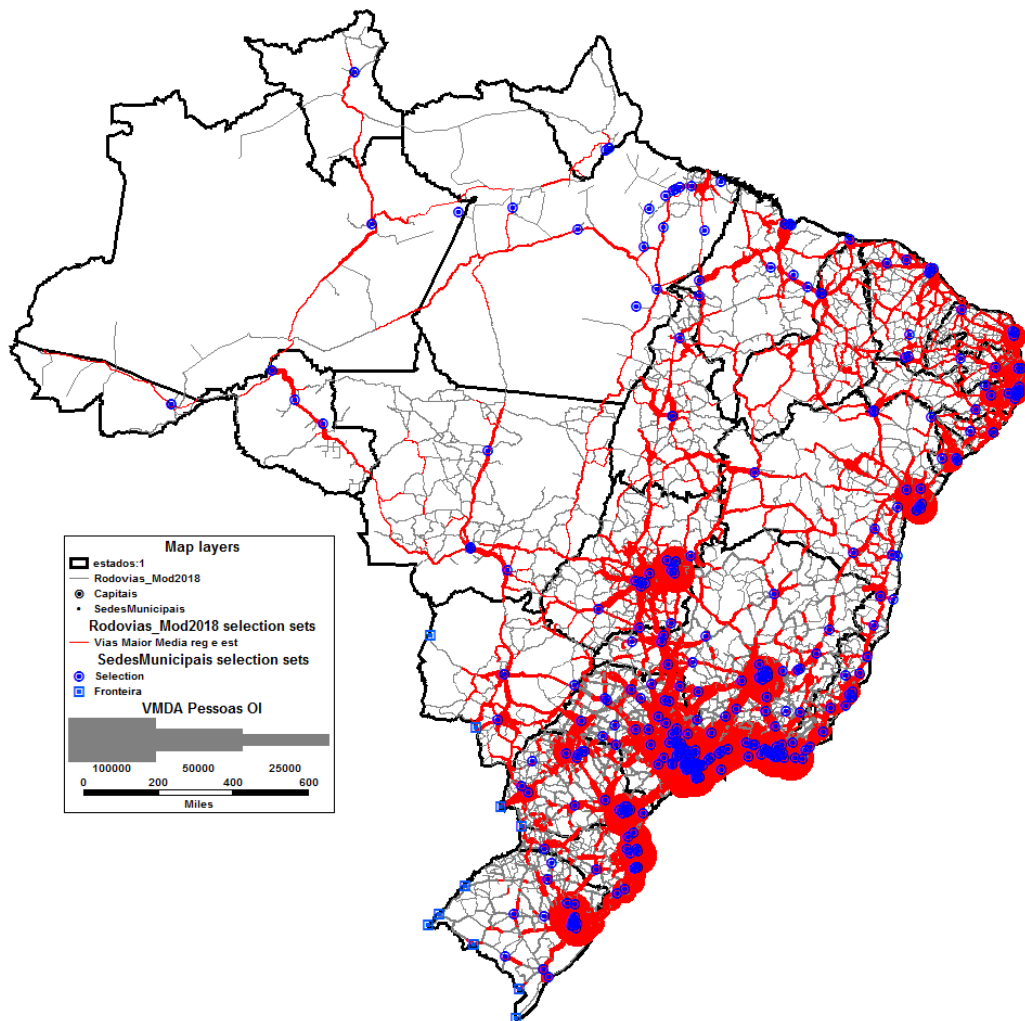 Map layers
estados:1
Rodovias_Mod2018
Capitais
SedesMunicipais
Rodovias_Mod2018 selection sets
Vias Maior Media reg e est
SedesMunicipais selection sets
Selection
Fronteira
VMDA Pessoas OI
100000 50000 25000
0 200 400 600
Miles